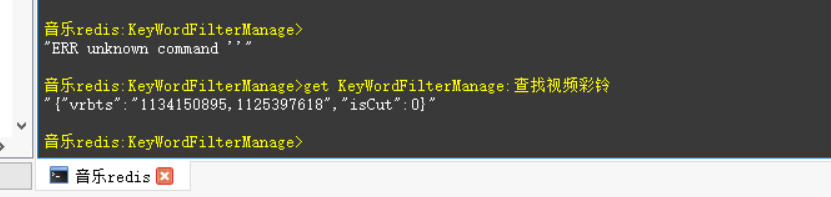 音乐redis:KeyWordFilterManage>
"ERR unknown command ''"
音乐redis:KeyWordFilterManage>get KeyWordFilterManage:查找视频彩铃
"{"vrbts":"1134150895,1125397618","isCut":0}"
音乐redis:KeyWordFilterManage>
音乐redis